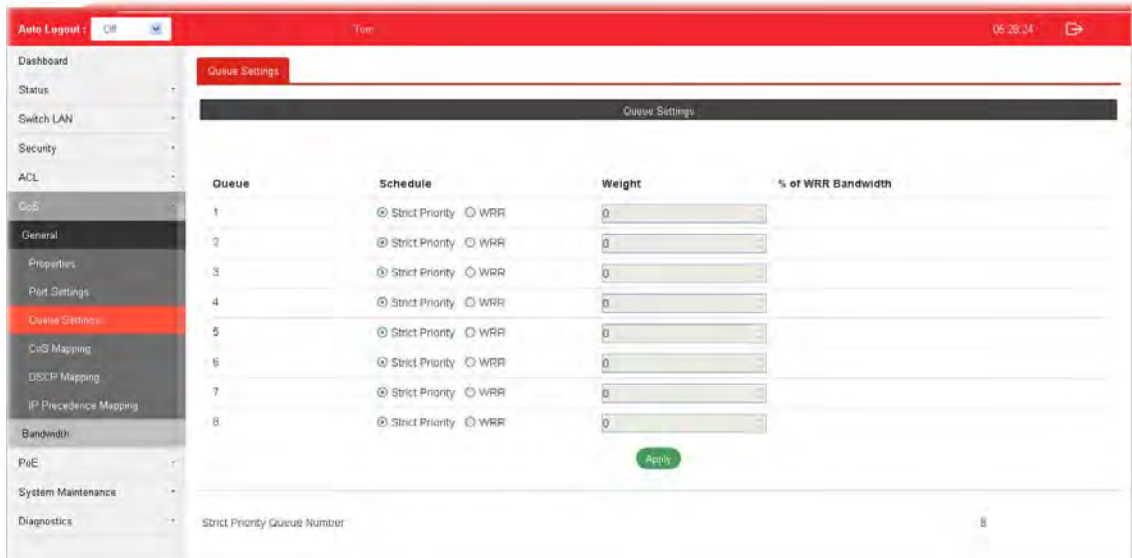 Auto Logout : Off Tom 05:28:24
Dashboard
Status
Switch LAN
Security
ACL
QoS
General
Properties
Port Settings
Queue Settings
CoS Mapping
DSCP Mapping
IP Precedence Mapping
Bandwidth
PoE
System Maintenance
Diagnostics
Queue Settings
Queue Settings
Queue Schedule Weight % of WRR Bandwidth
1 Strict Priority WRR 0
2 Strict Priority WRR 0
3 Strict Priority WRR 0
4 Strict Priority WRR 0
5 Strict Priority WRR 0
6 Strict Priority WRR 0
7 Strict Priority WRR 0
8 Strict Priority WRR 0
Apply
Strict Priority Queue Number 8